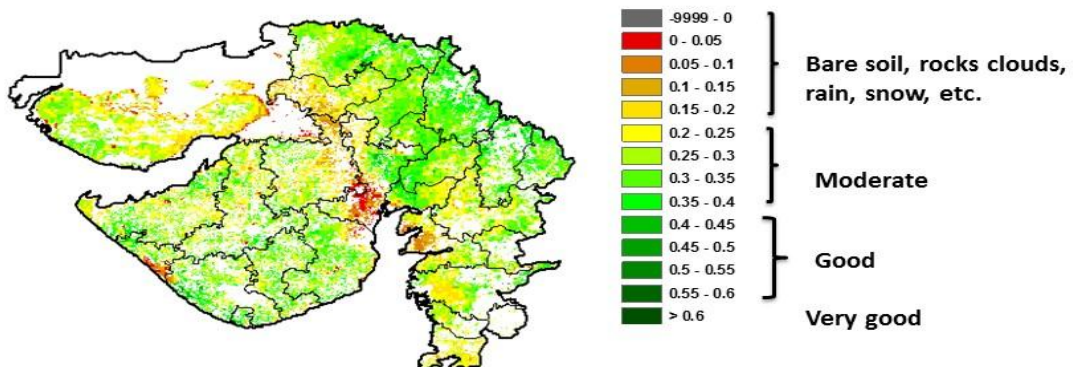 -9999 - 0
0 - 0.05
0.05 - 0.1
0.1 - 0.15
0.15 - 0.2
0.2 - 0.25
0.25 - 0.3
0.3 - 0.35
0.35 - 0.4
0.4 - 0.45
0.45 - 0.5
0.5 - 0.55
0.55 - 0.6
> 0.6
Bare soil, rocks clouds,
rain, snow, etc.
Moderate
Good
Very good